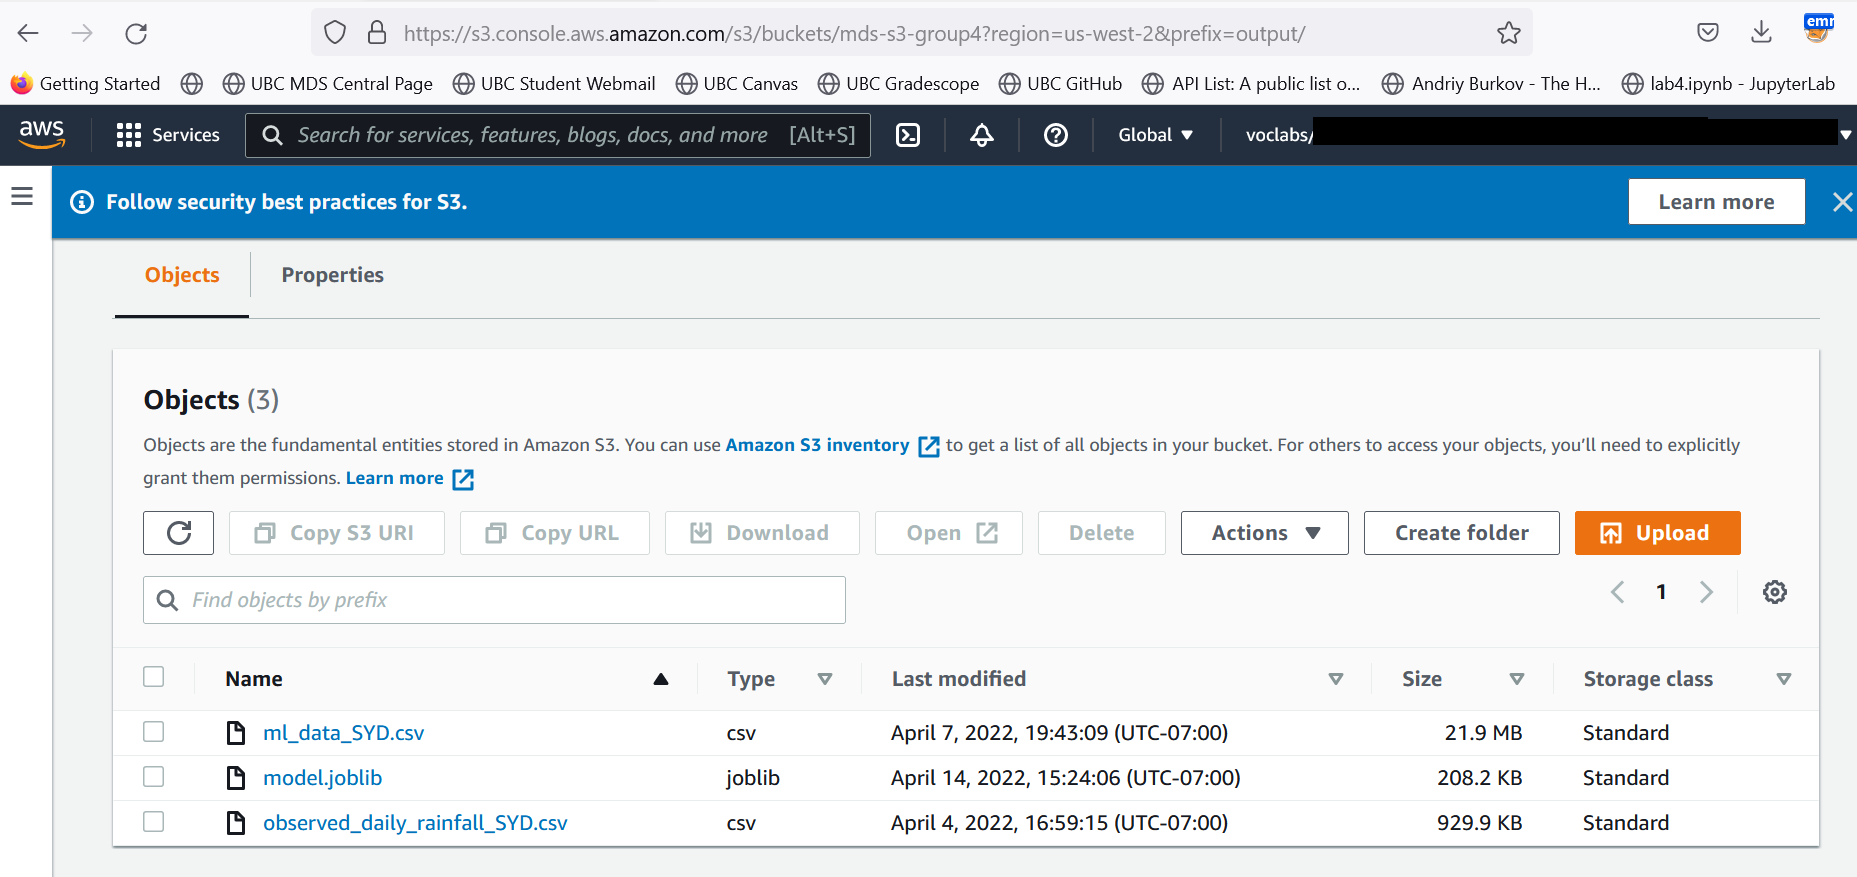 https://s3.console.aws.amazon.com/s3/buckets/mds-s3-group4?region=us-west-2&prefix=output/
emr
Getting Started UBC MDS Central Page UBC Student Webmail UBC Canvas UBC Gradescope UBC GitHub API List: A public list o... Andriy Burkov - The H... lab4.ipynb - JupyterLab
aws Services Search for services, features, blogs, docs, and more [Alt+S] Global voclabs/
Follow security best practices for S3. Learn more
Objects Properties
Objects (3)
Objects are the fundamental entities stored in Amazon S3. You can use Amazon S3 inventory to get a list of all objects in your bucket. For others to access your objects, you'll need to explicitly
grant them permissions. Learn more
Copy S3 URI Copy URL Download Open Delete Actions Create folder Upload
Find objects by prefix 1
Name Type Last modified Size Storage class
ml_data_SYD.csv csv April 7, 2022, 19:43:09 (UTC-07:00) 21.9 MB Standard
model.joblib joblib April 14, 2022, 15:24:06 (UTC-07:00) 208.2 KB Standard
observed_daily_rainfall_SYD.csv csv April 4, 2022, 16:59:15 (UTC-07:00) 929.9 KB Standard